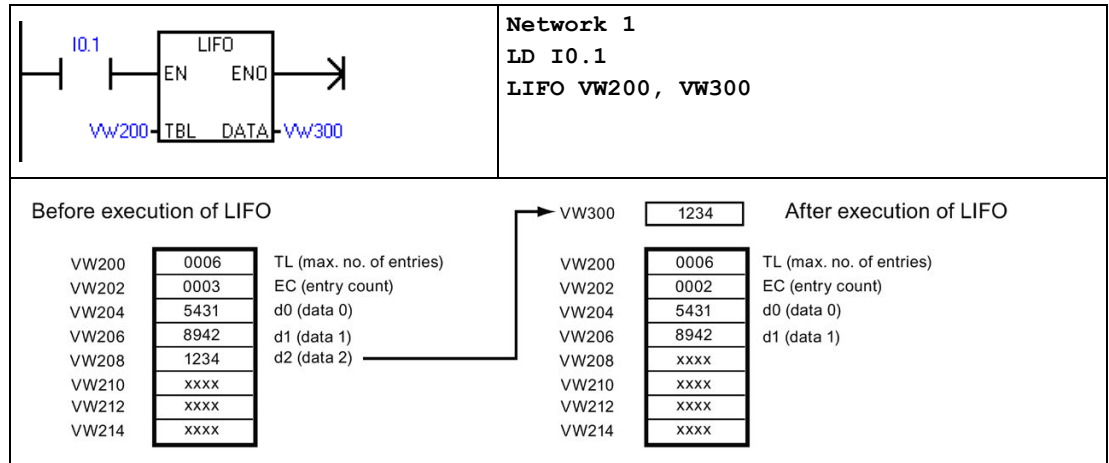 I0.1
LIFO
EN ENO
VW200 TBL DATA VW300
Network 1
LD I0.1
LIFO VW200, VW300
Before execution of LIFO
VW200 0006 TL (max. no. of entries)
VW202 0003 EC (entry count)
VW204 5431 d0 (data 0)
VW206 8942 d1 (data 1)
VW208 1234 d2 (data 2)
VW210 xxxx
VW212 xxxx
VW214 xxxx
VW300 1234 After execution of LIFO
VW200 0006 TL (max. no. of entries)
VW202 0002 EC (entry count)
VW204 5431 d0 (data 0)
VW206 8942 d1 (data 1)
VW208 xxxx
VW210 xxxx
VW212 xxxx
VW214 xxxx